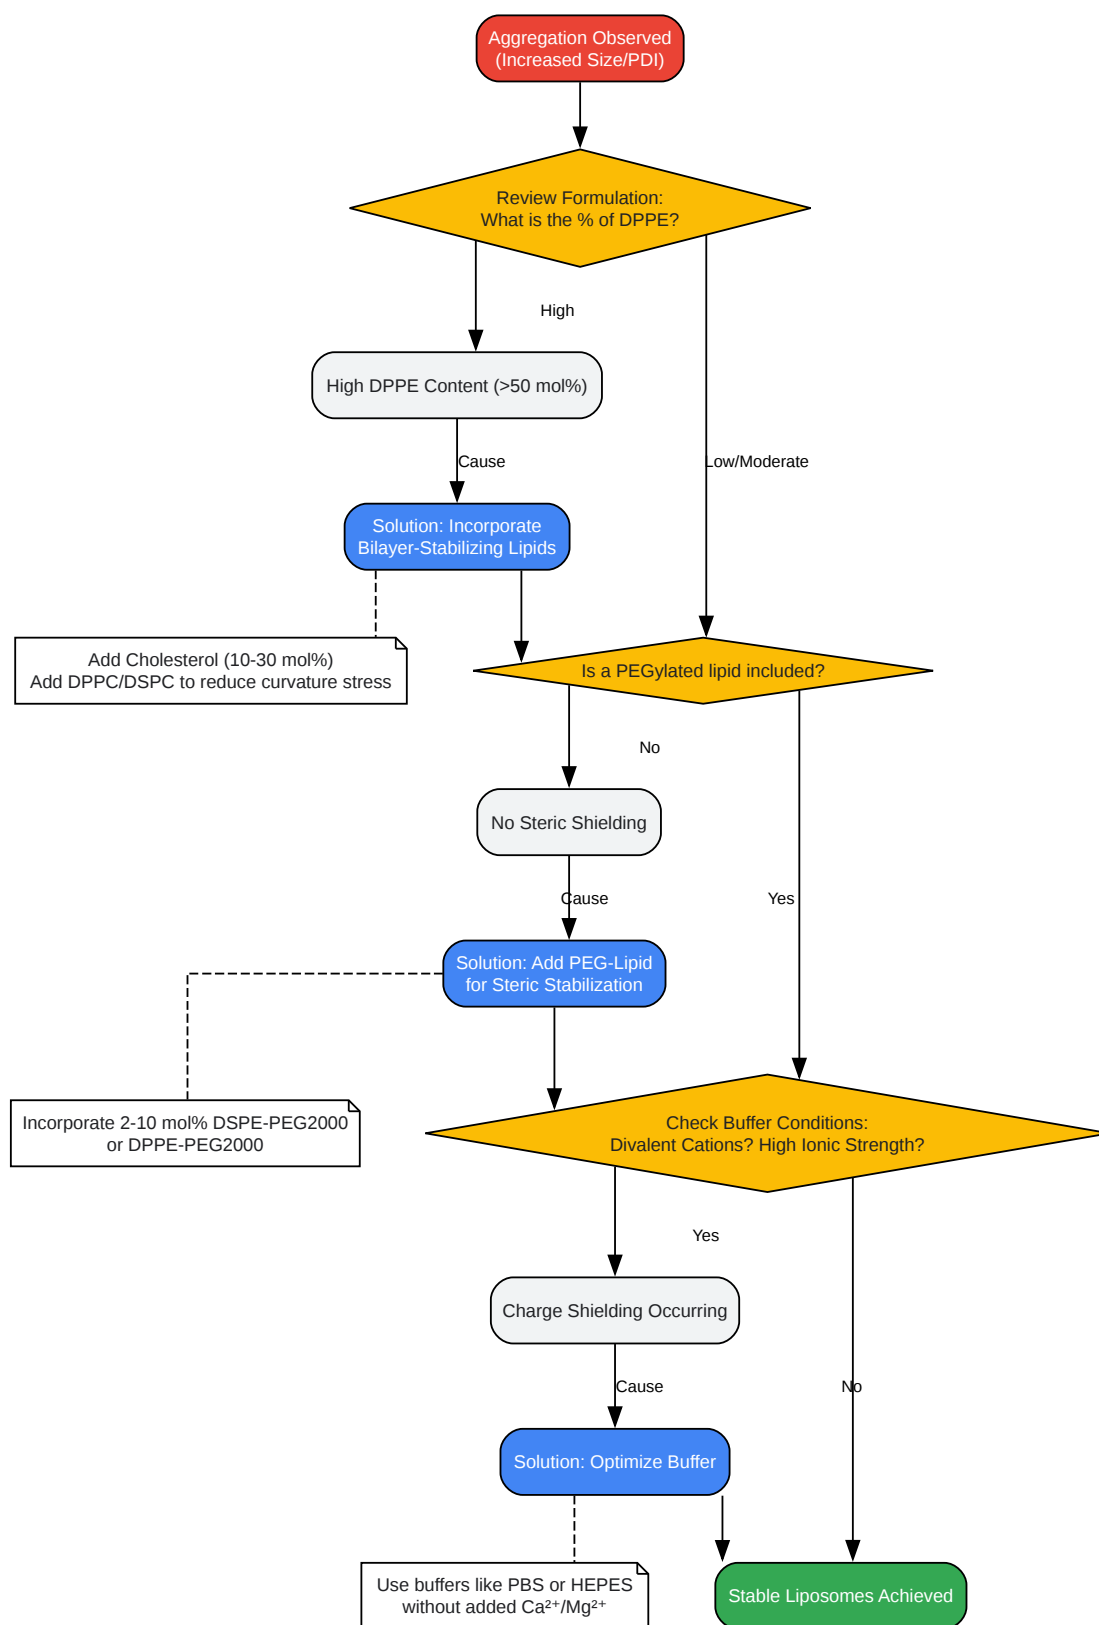 Aggregation Observed
(Increased Size/PDI)
Review Formulation:
What is the % of DPPE?
High
High DPPE Content (>50 mol%)
Cause
Low/Moderate
Solution: Incorporate
Bilayer-Stabilizing Lipids
Add Cholesterol (10-30 mol%)
Add DPPC/DSPC to reduce curvature stress
Is a PEGylated lipid included?
No
No Steric Shielding
Cause
Yes
Solution: Add PEG-Lipid
for Steric Stabilization
Incorporate 2-10 mol% DSPE-PEG2000
or DPPE-PEG2000
Check Buffer Conditions:
Divalent Cations? High Ionic Strength?
Yes
Charge Shielding Occurring
Cause
No
Solution: Optimize Buffer
Use buffers like PBS or HEPES
without added Ca²⁺/Mg²⁺
Stable Liposomes Achieved